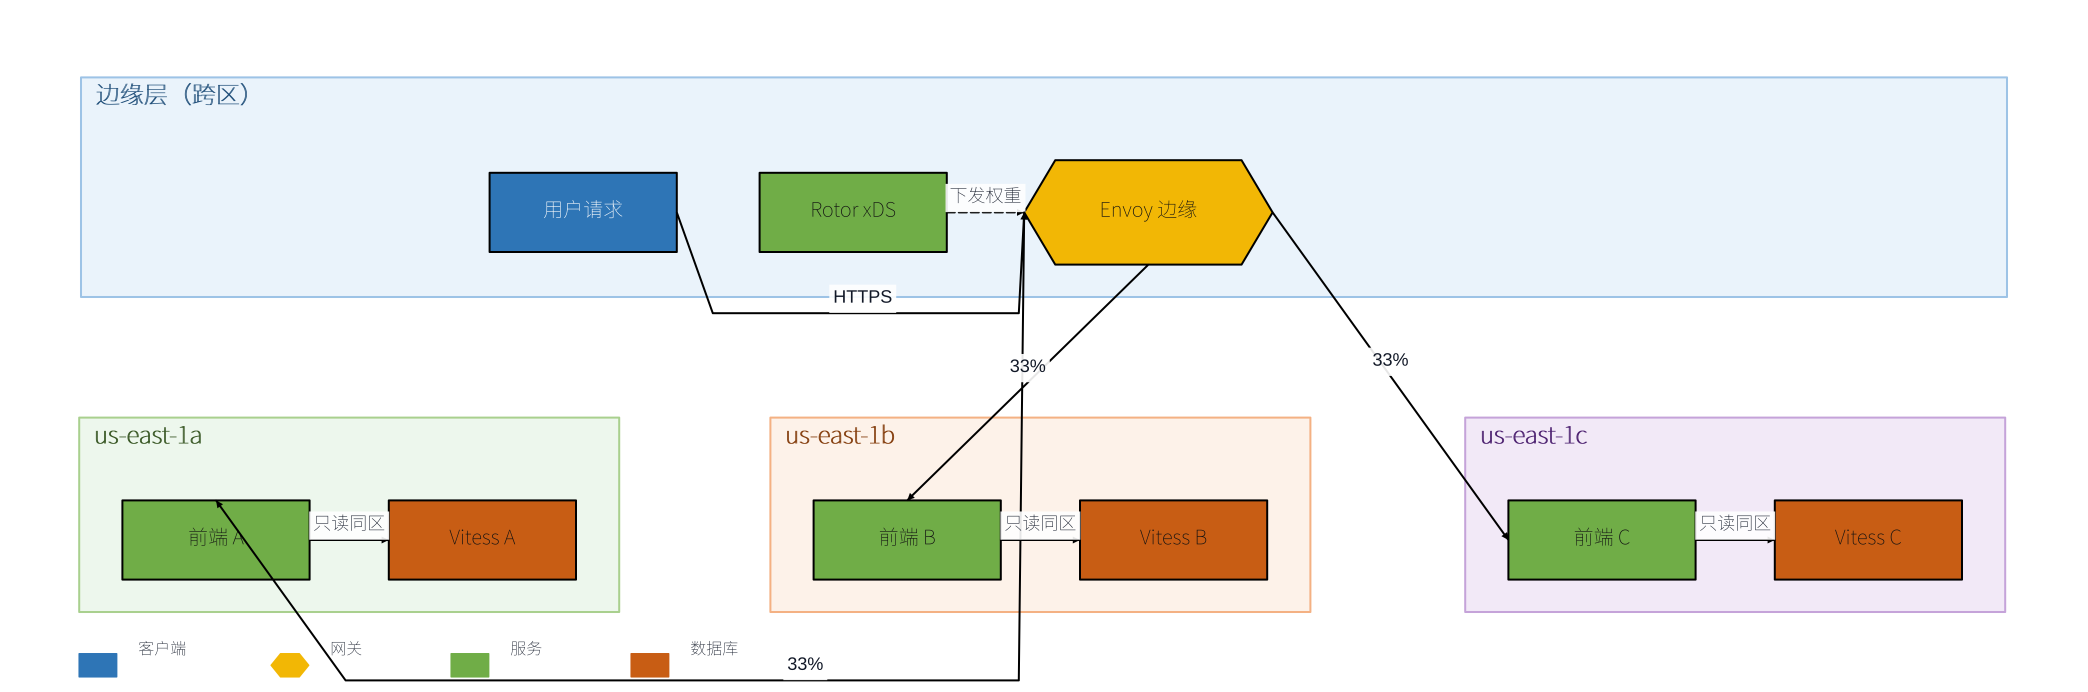 边缘层（跨区）
用户请求
Rotor xDS
下发权重
Envoy 边缘
HTTPS
33%
33%
us-east-1a
us-east-1b
us-east-1c
前端 A
只读同区
Vitess A
前端 B
只读同区
Vitess B
前端 C
只读同区
Vitess C
客户端
网关
服务
数据库
33%